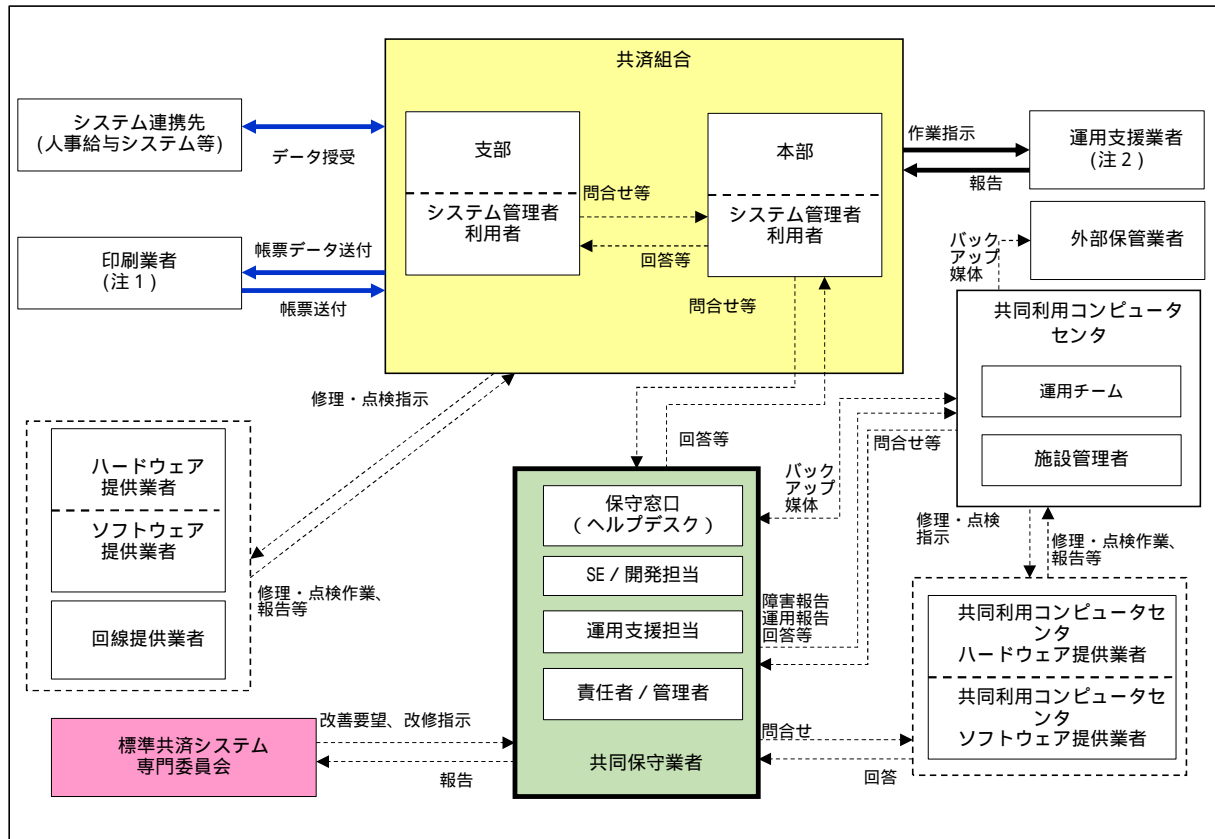 共済組合
システム連携先
(人事給与システム等)
データ授受
支部
システム管理者
利用者
問合せ等
回答等
本部
システム管理者
利用者
作業指示
報告
運用支援業者
(注２)
外部保管業者
バック
アップ
媒体
印刷業者
(注１)
帳票データ送付
帳票送付
問合せ等
回答等
共同利用コンピュータ
センタ
運用チーム
施設管理者
修理・点検指示
修理・点検作業、
報告等
ハードウェア
提供業者
ソフトウェア
提供業者
回線提供業者
保守窓口
(ヘルプデスク)
SE/開発担当
運用支援担当
責任者/管理者
共同保守業者
バック
アップ
媒体
問合せ等
障害報告
運用報告
回答等
修理・点検
指示
修理・点検作業、
報告等
共同利用コンピュータセ
ンタ
ハードウェア提供業者
共同利用コンピュータセ
ンタ
ソフトウェア提供業者
問合せ
回答
標準共済システム
専門委員会
改善要望、改修指示
報告